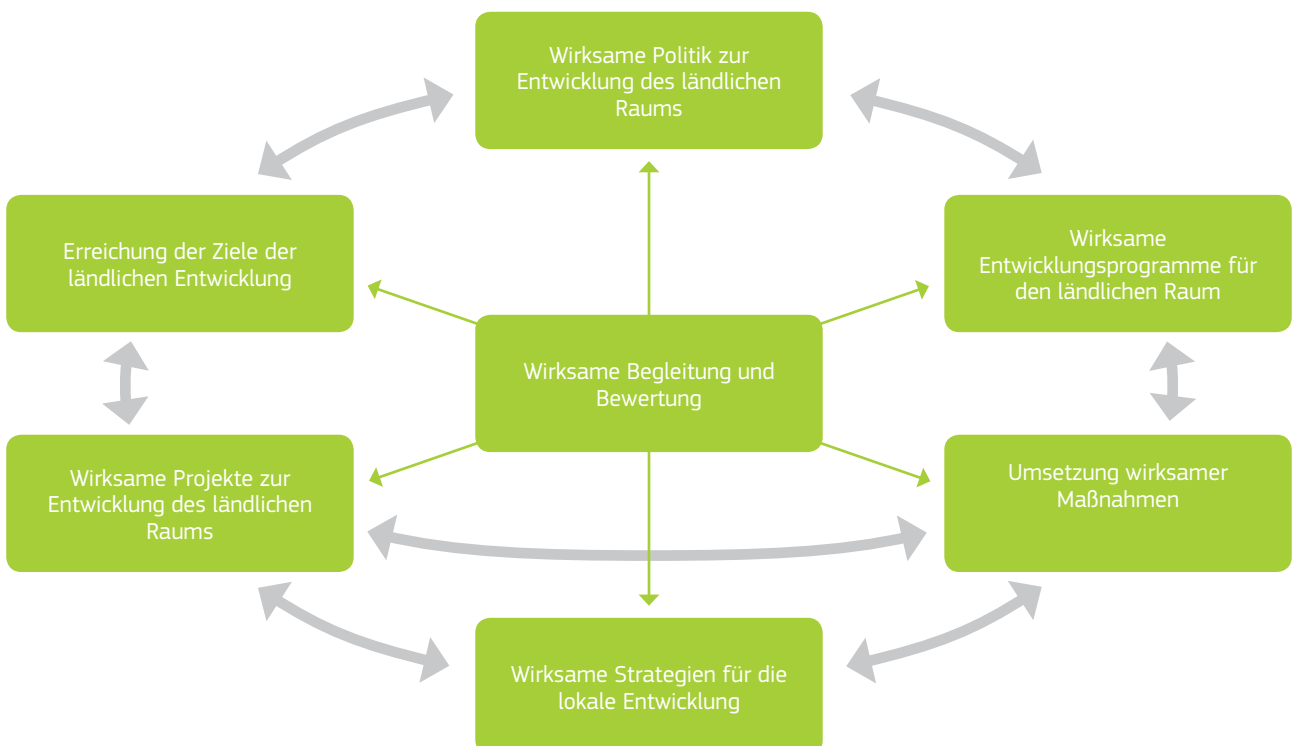 Wirksame Politik zur
Entwicklung des ländlichen
Raums
Erreichung der Ziele der
ländlichen Entwicklung
Wirksame
Entwicklungsprogramme für
den ländlichen Raum
Wirksame Begleitung und
Bewertung
Wirksame Projekte zur
Entwicklung des ländlichen
Raums
Umsetzung wirksamer
Maßnahmen
Wirksame Strategien für die
lokale Entwicklung